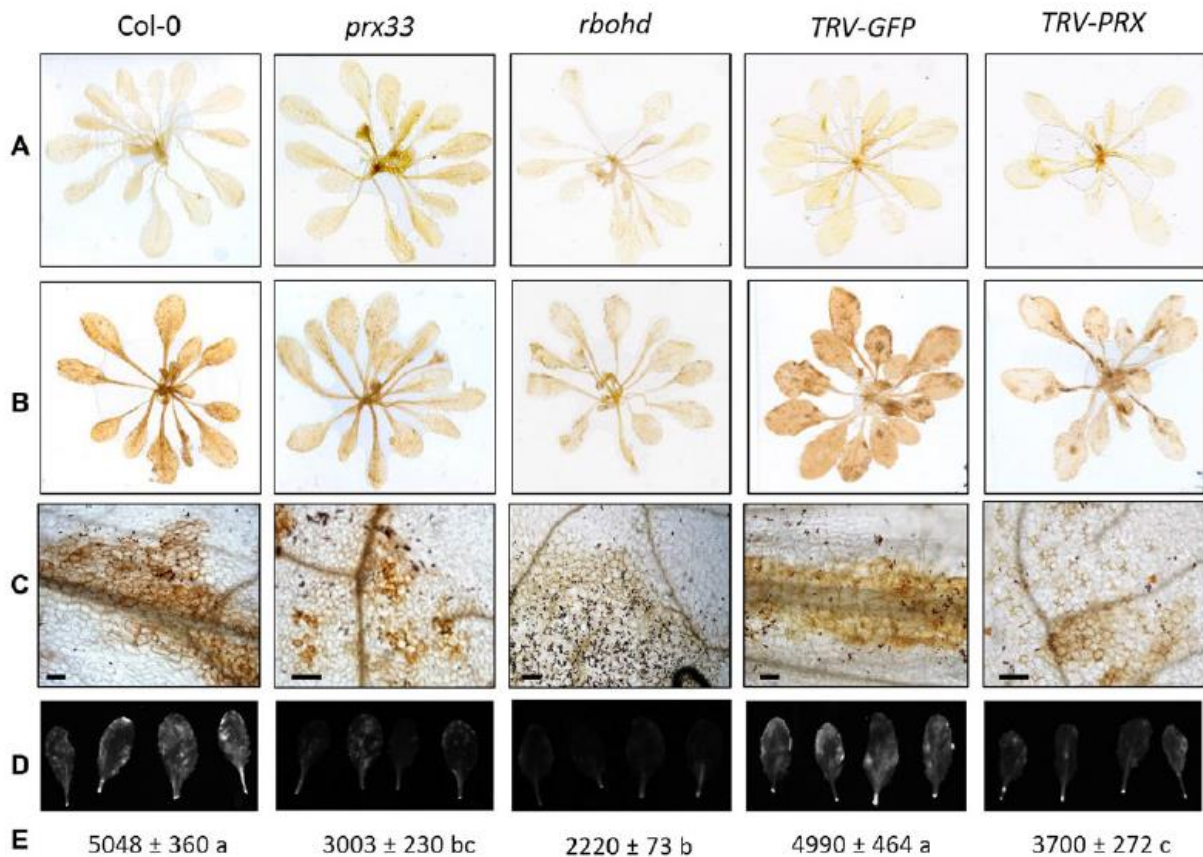 Col-0 prx33 rbohd TRV-GFP TRV-PRX
A
B
C
D
E 5048 ± 360 a 3003 ± 230 bc 2220 ± 73 b 4990 ± 464 a 3700 ± 272 c